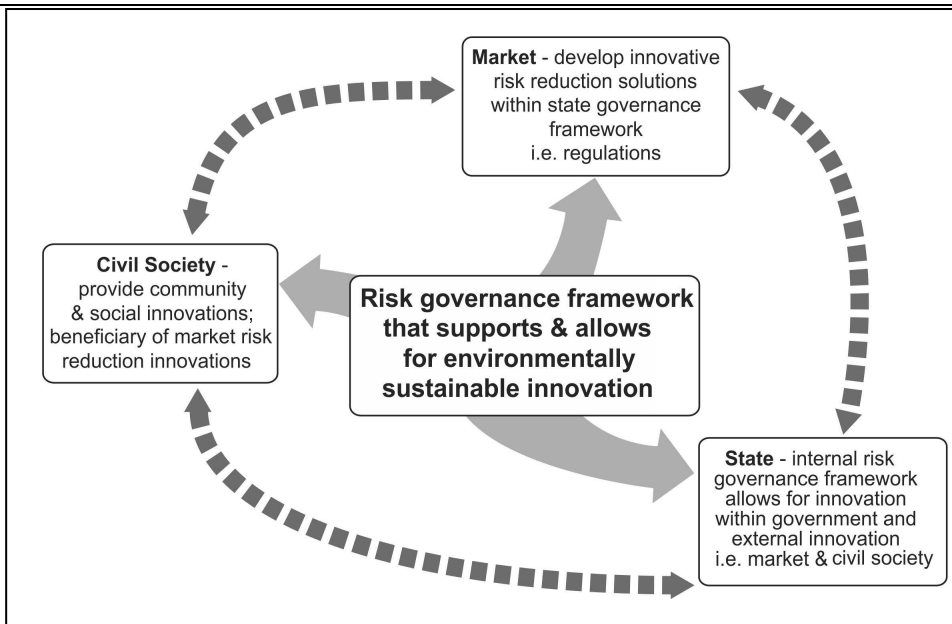 Market - develop innovative
risk reduction solutions
within state governance
framework
i.e. regulations
Civil Society -
provide community
& social innovations;
beneficiary of market risk
reduction innovations
Risk governance framework
that supports & allows
for environmentally
sustainable innovation
State - internal risk
governance framework
allows for innovation
within government and
external innovation
i.e. market & civil society